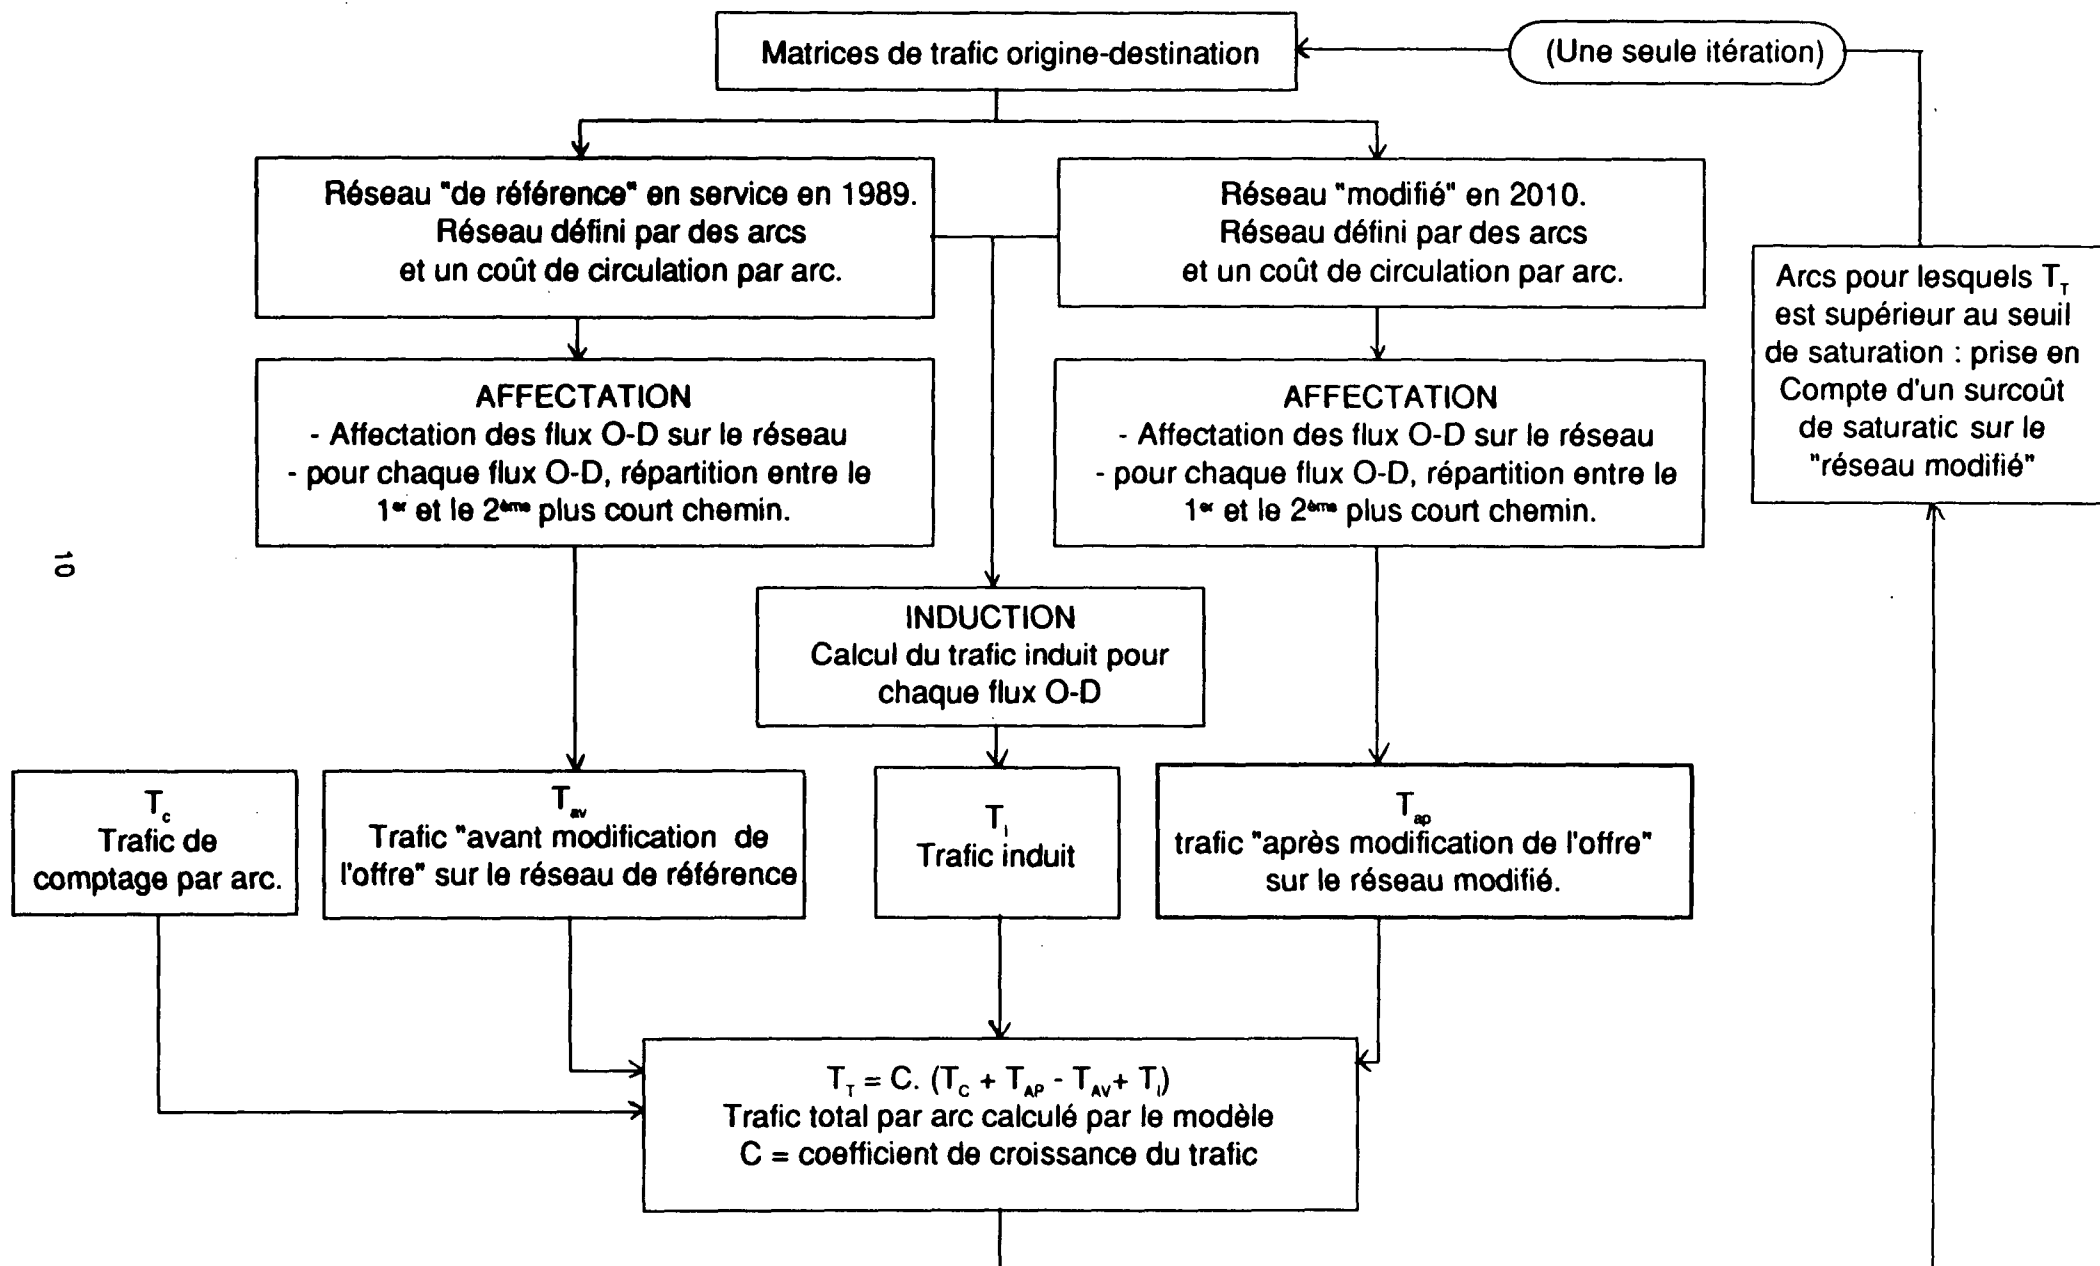 Matrices de trafic origine-destination
(Une seule itération)
Réseau "de référence" en service en 1989.
Réseau défini par des arcs
et un coût de circulation par arc.
Réseau "modifié" en 2010.
Réseau défini par des arcs
et un coût de circulation par arc.
Arcs pour lesquels T_T
est supérieur au seuil
de saturation : prise en
Compte d'un surcoût
de saturatic sur le
"réseau modifié"
AFFECTATION
- Affectation des flux O-D sur le réseau
- pour chaque flux O-D, répartition entre le
1er et le 2ème plus court chemin.
AFFECTATION
- Affectation des flux O-D sur le réseau
- pour chaque flux O-D, répartition entre le
1er et le 2ème plus court chemin.
10
INDUCTION
Calcul du trafic induit pour
chaque flux O-D
T_c
Trafic de
comptage par arc.
T_av
Trafic "avant modification de
l'offre" sur le réseau de référence
T_i
Trafic induit
T_ap
trafic "après modification de l'offre"
sur le réseau modifié.
T_T = C. (T_C + T_AP - T_AV + T_I)
Trafic total par arc calculé par le modèle
C = coefficient de croissance du trafic